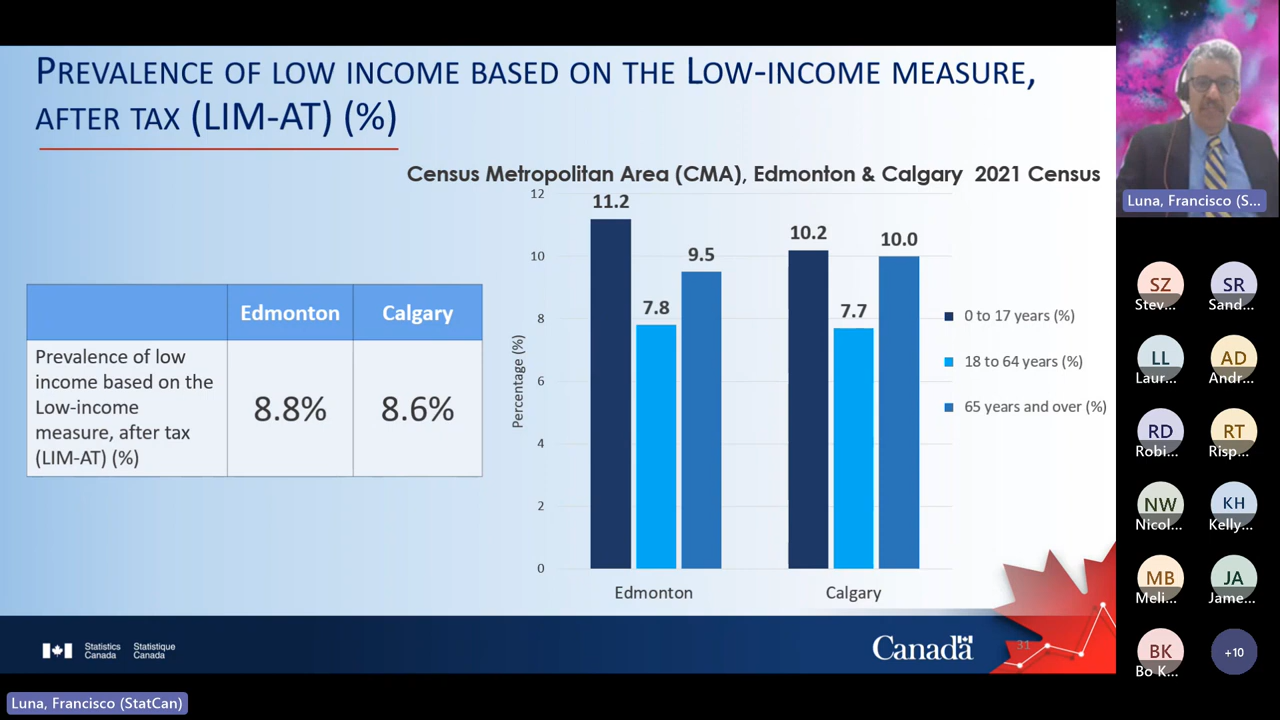 PREVALENCE OF LOW INCOME BASED ON THE LOW-INCOME MEASURE,
AFTER TAX (LIM-AT) (%)
Census Metropolitan Area (CMA), Edmonton & Calgary 2021 Census
Edmonton
Calgary
Prevalence of low
income based on the
Low-income
measure, after tax
(LIM-AT) (%)
8.8%
8.6%
Percentage (%)
12
10
8
6
4
2
0
11.2
7.8
9.5
10.2
7.7
10.0
Edmonton
Calgary
0 to 17 years (%)
18 to 64 years (%)
65 years and over (%)
Statistics
Canada
Statistique
Canada
Canada
31
Luna, Francisco (StatCan)
Luna, Francisco (S...
SZ
Stev...
SR
Sand...
LL
Laur...
AD
Andr...
RD
Robi...
RT
Risp...
NW
Nicol...
KH
Kelly...
MB
Meli...
JA
Jame...
BK
Bo K...
+10